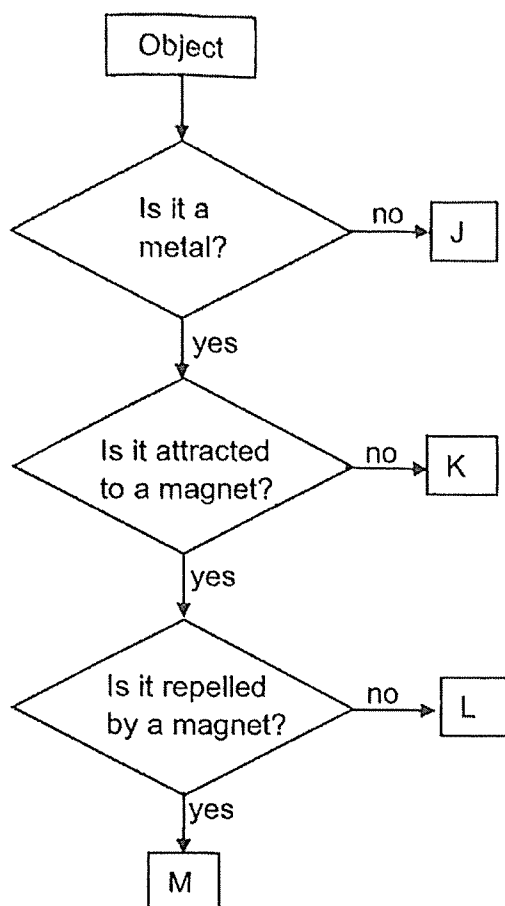 Object
Is it a
metal?
no
J
yes
Is it attracted
to a magnet?
no
K
yes
Is it repelled
by a magnet?
no
L
yes
M